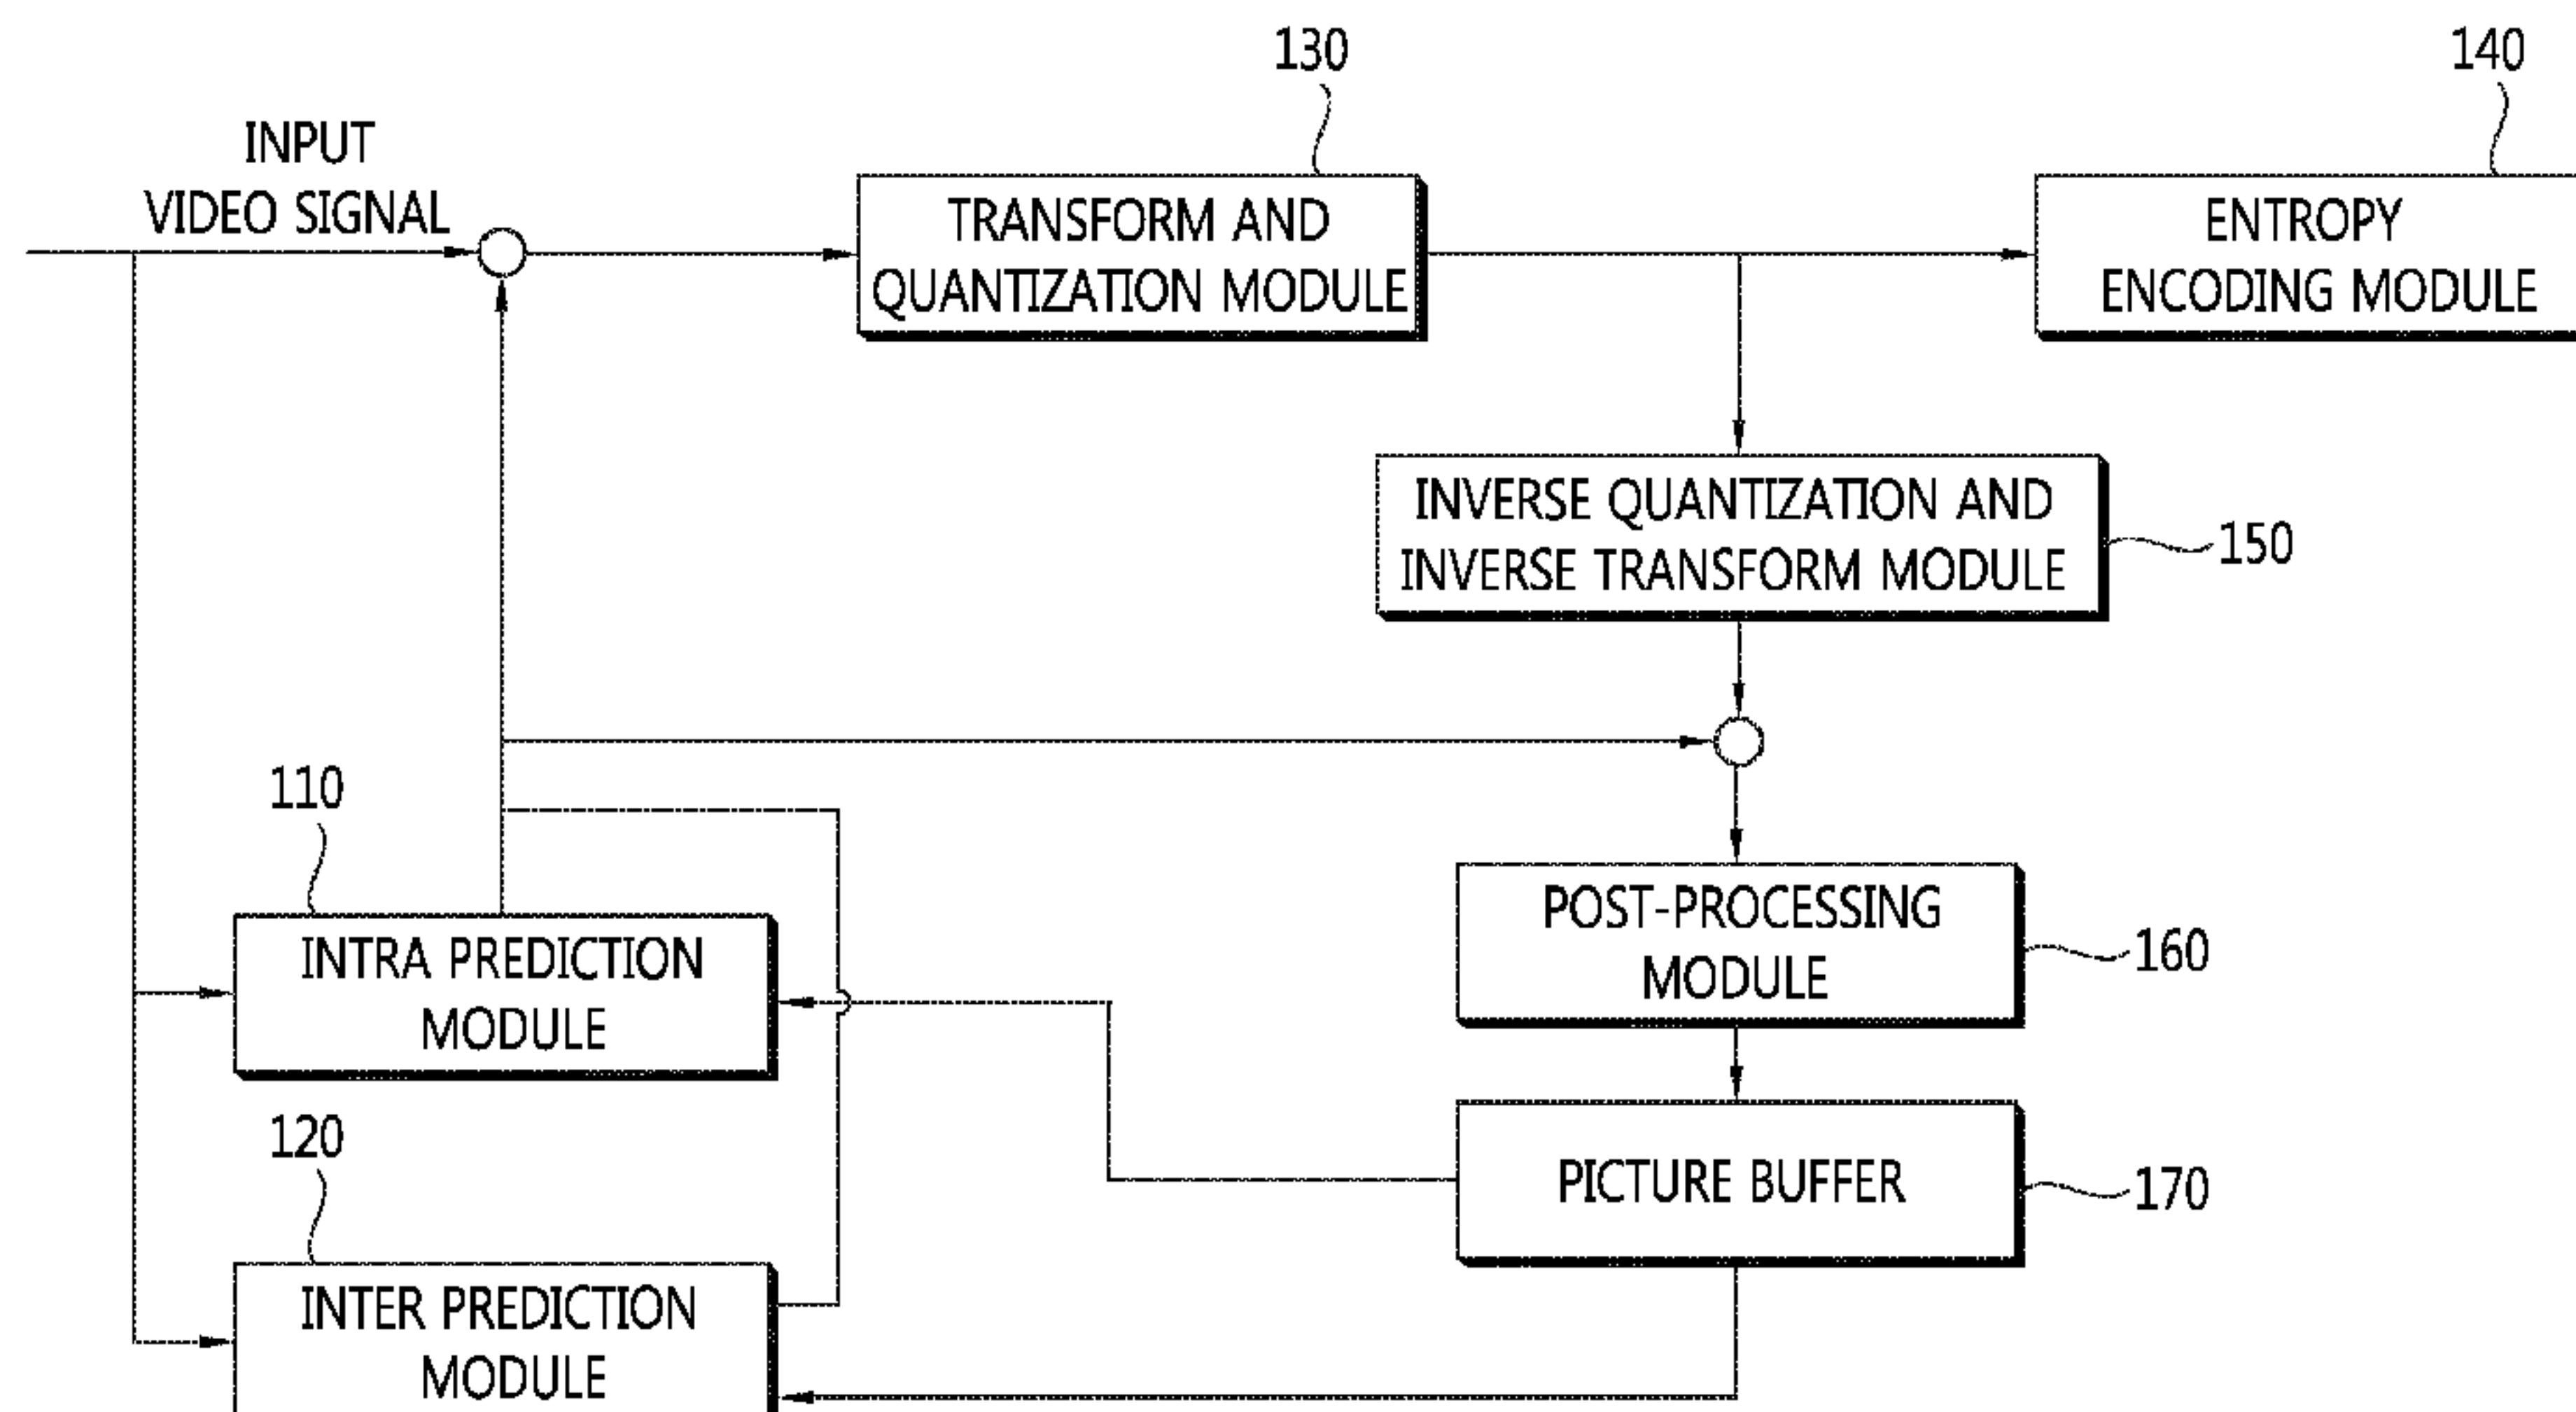 130
140
INPUT
VIDEO SIGNAL
TRANSFORM AND
QUANTIZATION MODULE
ENTROPY
ENCODING MODULE
INVERSE QUANTIZATION AND
INVERSE TRANSFORM MODULE
150
110
POST-PROCESSING
MODULE
160
INTRA PREDICTION
MODULE
120
PICTURE BUFFER
170
INTER PREDICTION
MODULE